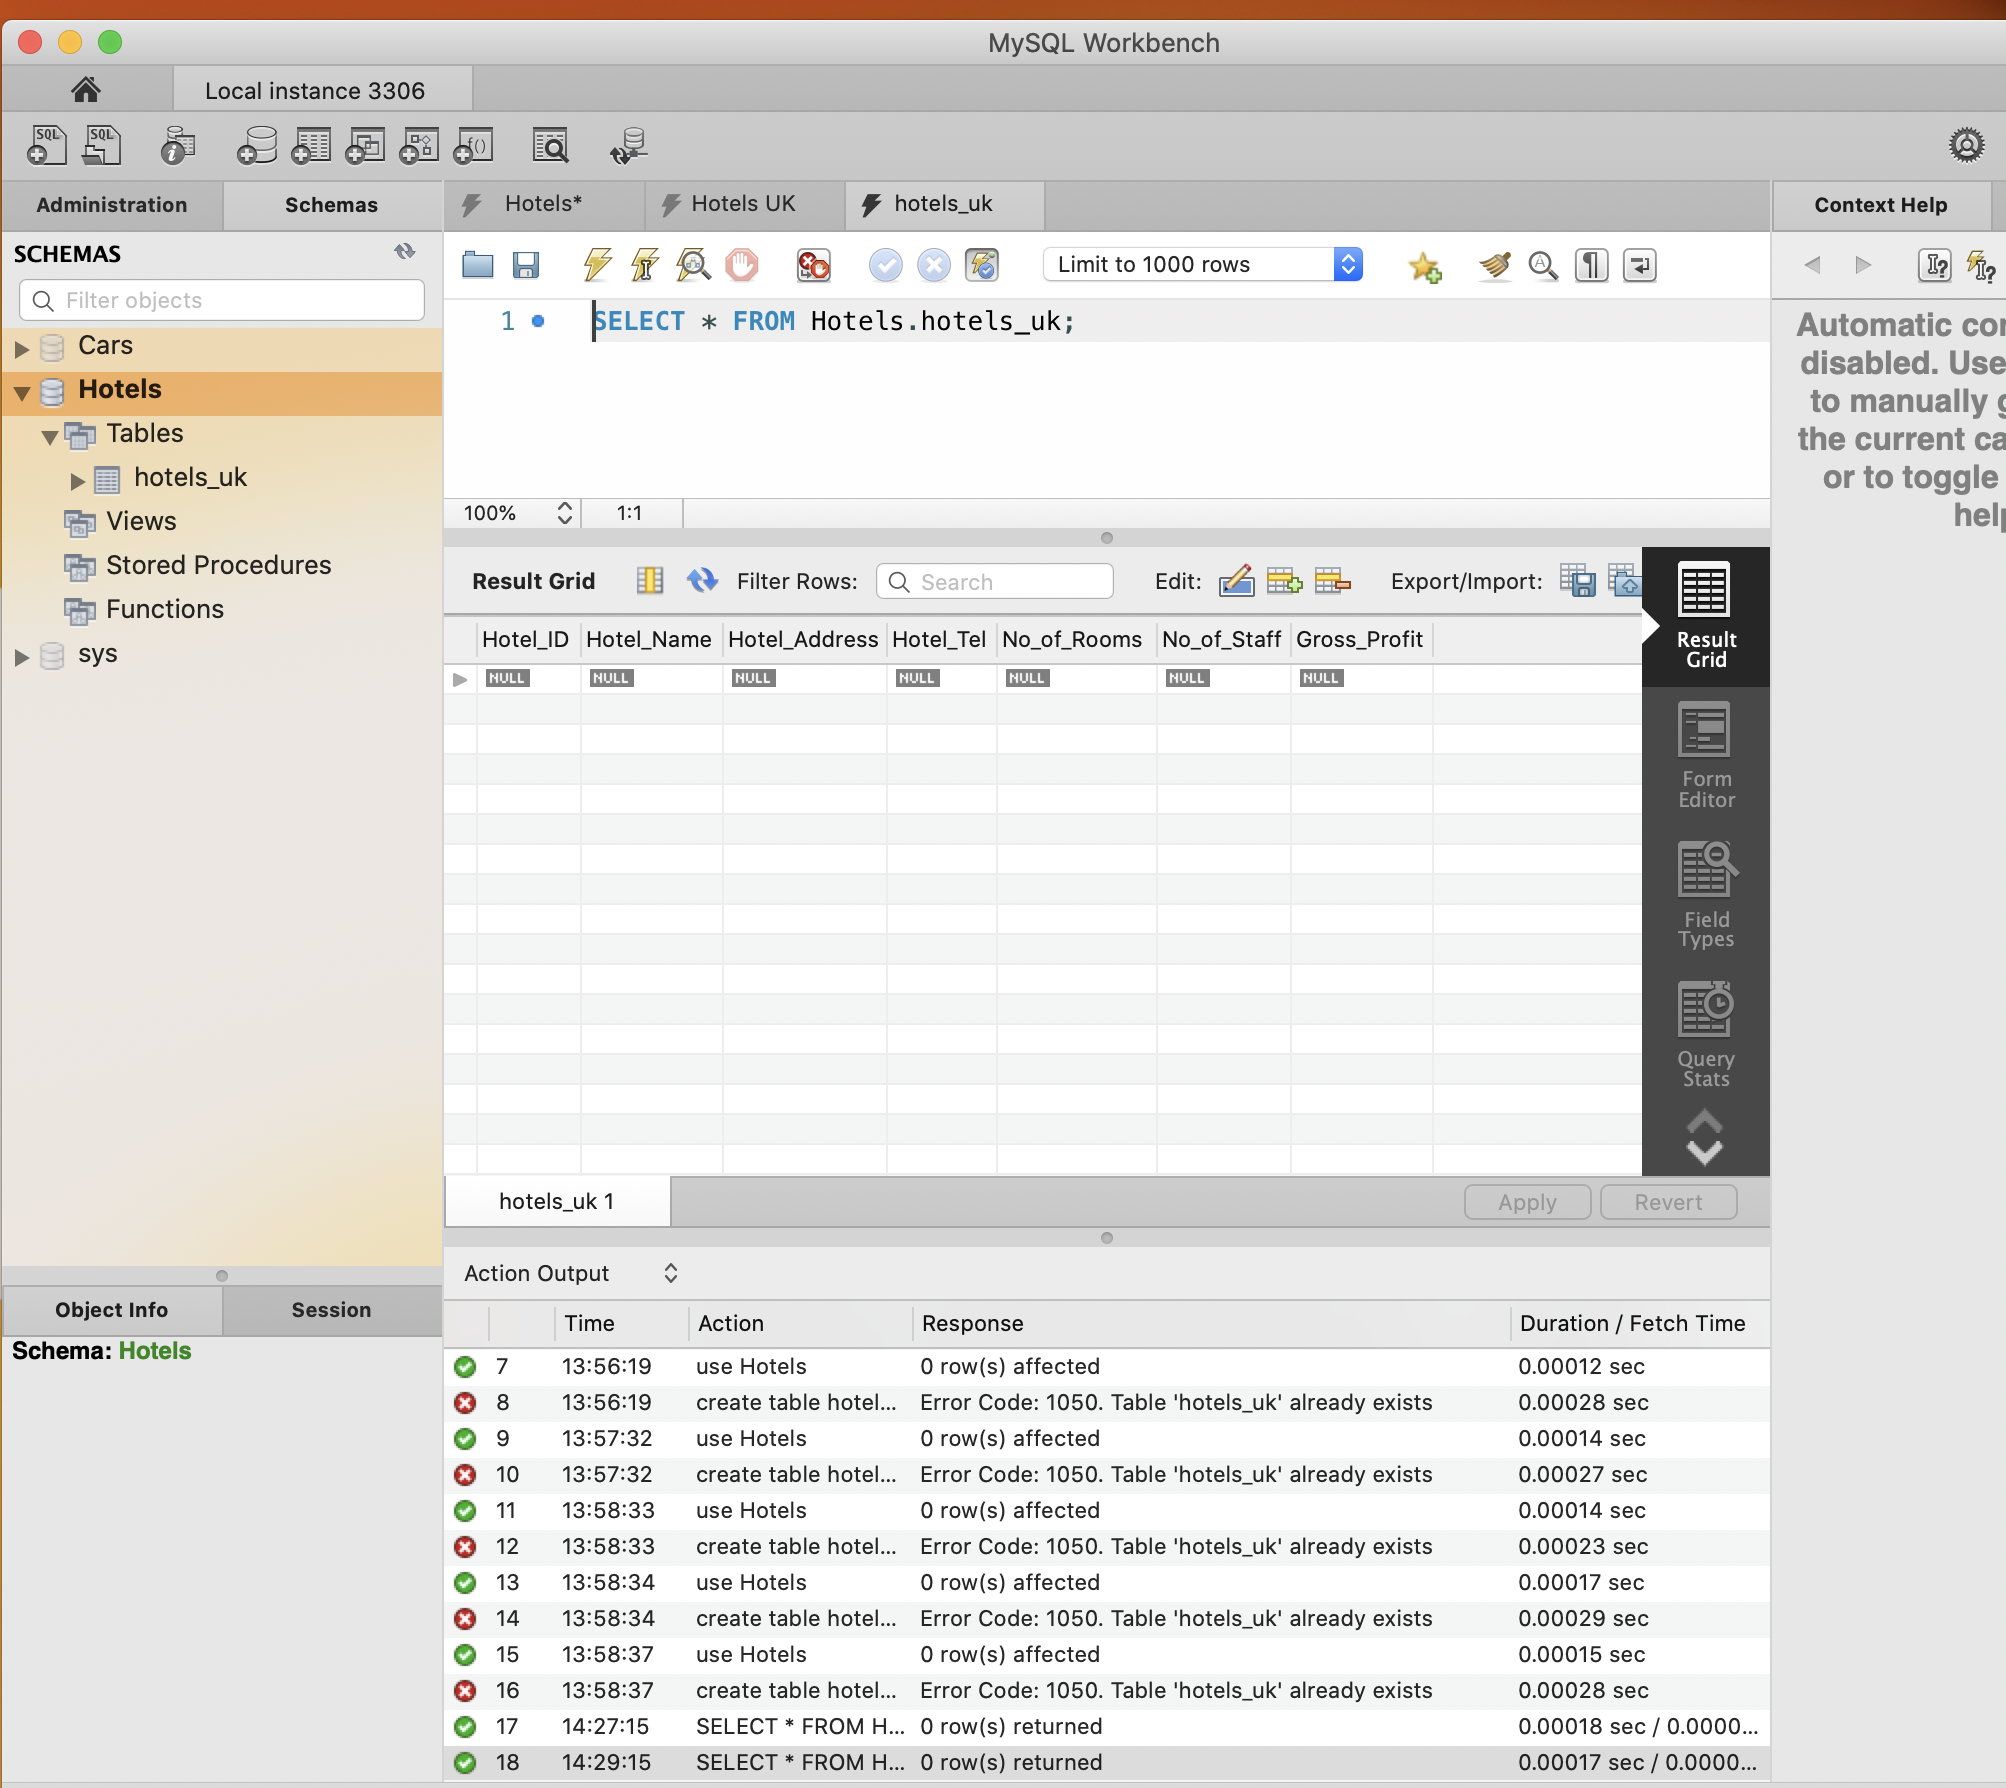 MySQL Workbench
Local instance 3306
SQL SQL i f()
Administration Schemas
SCHEMAS
Filter objects
Cars
Hotels
Tables
hotels_uk
Views
Stored Procedures
Functions
sys
Object Info Session
Schema: Hotels
Hotels* Hotels UK hotels_uk
Limit to 1000 rows
1 SELECT * FROM Hotels.hotels_uk;
100% 1:1
Result Grid Filter Rows: Search Edit: Export/Import:
Hotel_ID Hotel_Name Hotel_Address Hotel_Tel No_of_Rooms No_of_Staff Gross_Profit
NULL NULL NULL NULL NULL NULL NULL
Result
Grid
Form
Editor
Field
Types
Query
Stats
hotels_uk 1 Apply Revert
Action Output
Time Action Response Duration / Fetch Time
7 13:56:19 use Hotels 0 row(s) affected 0.00012 sec
8 13:56:19 create table hotel... Error Code: 1050. Table 'hotels_uk' already exists 0.00028 sec
9 13:57:32 use Hotels 0 row(s) affected 0.00014 sec
10 13:57:32 create table hotel... Error Code: 1050. Table 'hotels_uk' already exists 0.00027 sec
11 13:58:33 use Hotels 0 row(s) affected 0.00014 sec
12 13:58:33 create table hotel... Error Code: 1050. Table 'hotels_uk' already exists 0.00023 sec
13 13:58:34 use Hotels 0 row(s) affected 0.00017 sec
14 13:58:34 create table hotel... Error Code: 1050. Table 'hotels_uk' already exists 0.00029 sec
15 13:58:37 use Hotels 0 row(s) affected 0.00015 sec
16 13:58:37 create table hotel... Error Code: 1050. Table 'hotels_uk' already exists 0.00028 sec
17 14:27:15 SELECT * FROM H... 0 row(s) returned 0.00018 sec / 0.0000...
18 14:29:15 SELECT * FROM H... 0 row(s) returned 0.00017 sec / 0.0000...
Context Help
Automatic
disabled. Use
to manually
the current
or to toggle
help